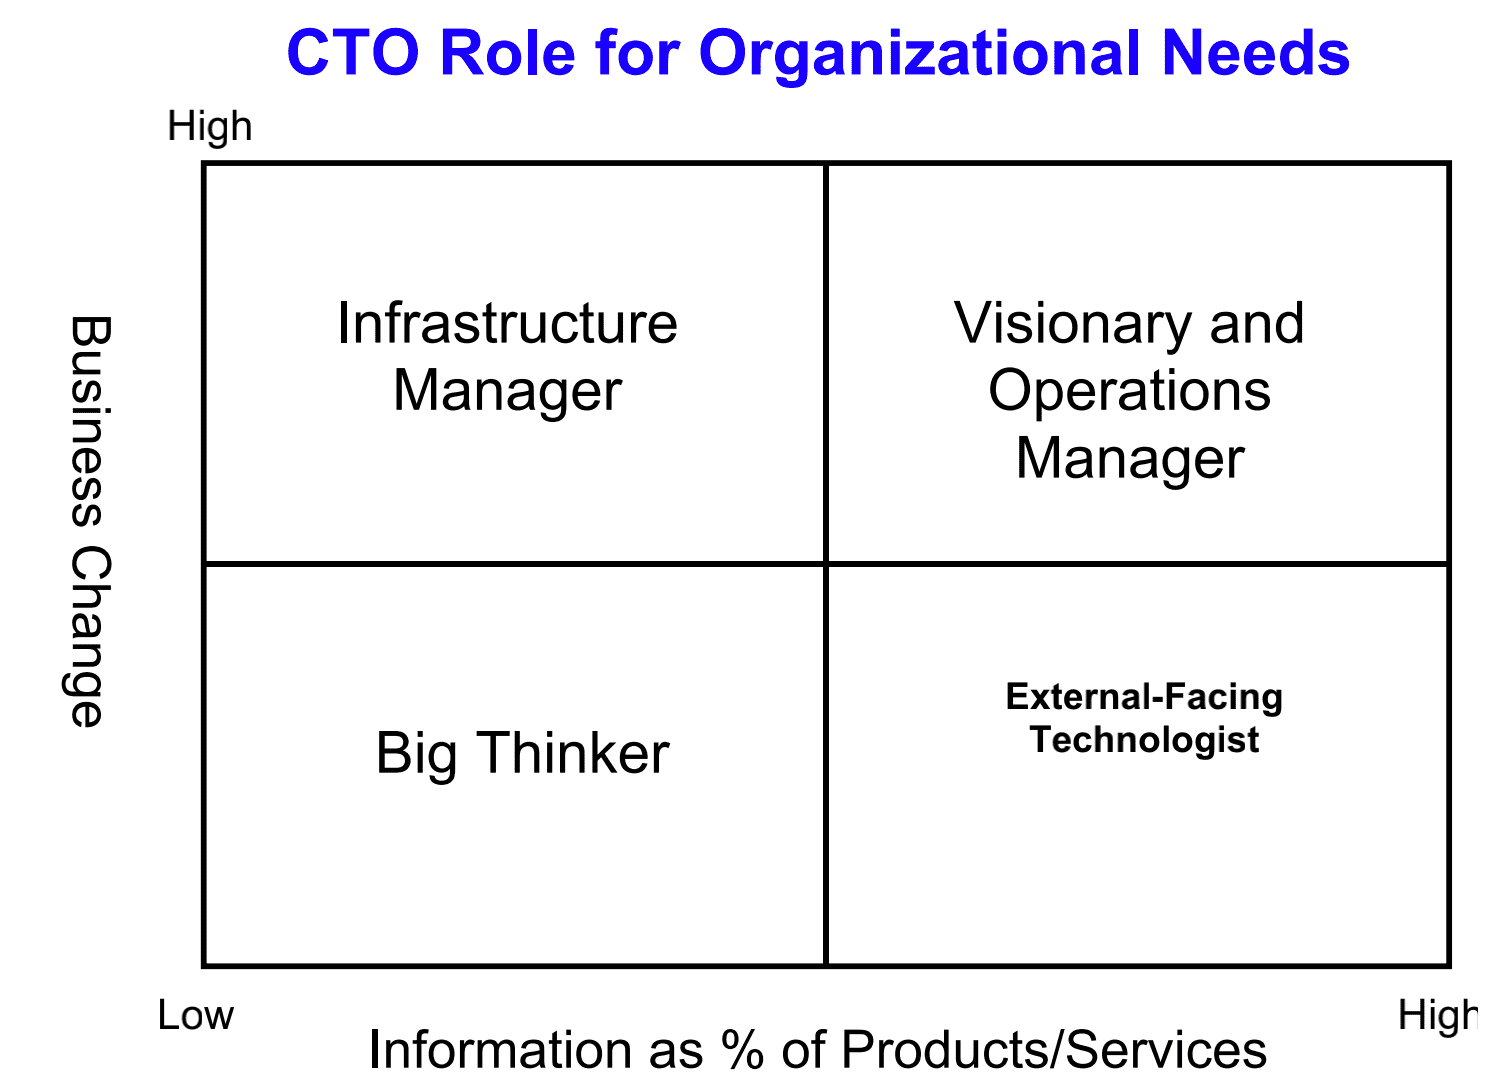 CTO Role for Organizational Needs
High
Infrastructure
Manager
Visionary and
Operations
Manager
Business Change
Big Thinker
External-Facing
Technologist
Low
High
Information as % of Products/Services